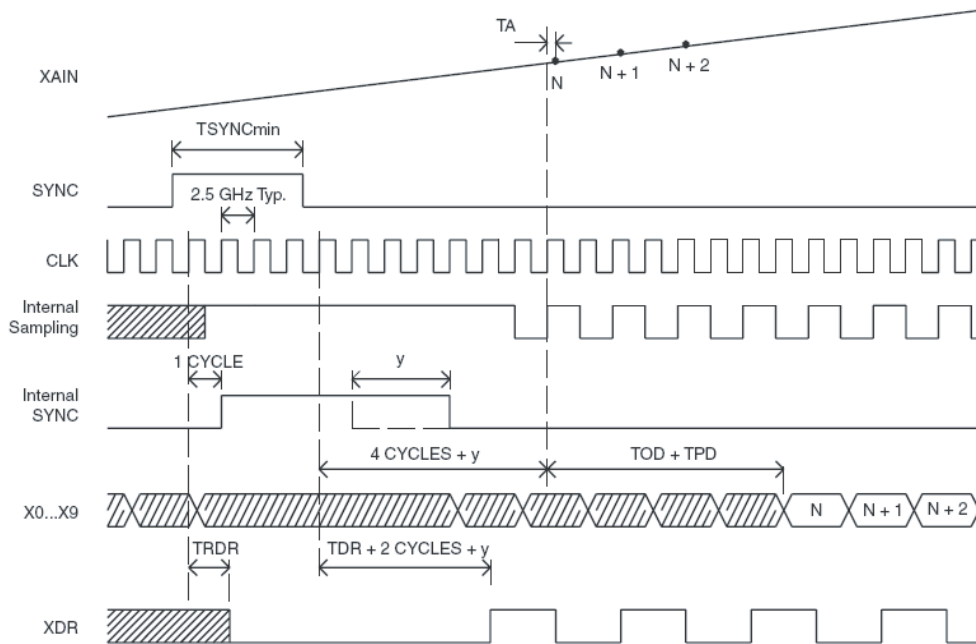 TA
XAIN
N
N + 1
N + 2
TSYNCmin
SYNC
2.5 GHz Typ.
CLK
Internal
Sampling
1 CYCLE
y
Internal
SYNC
4 CYCLES + y
TOD + TPD
X0...X9
N
N + 1
N + 2
TRDR
TDR + 2 CYCLES + y
XDR